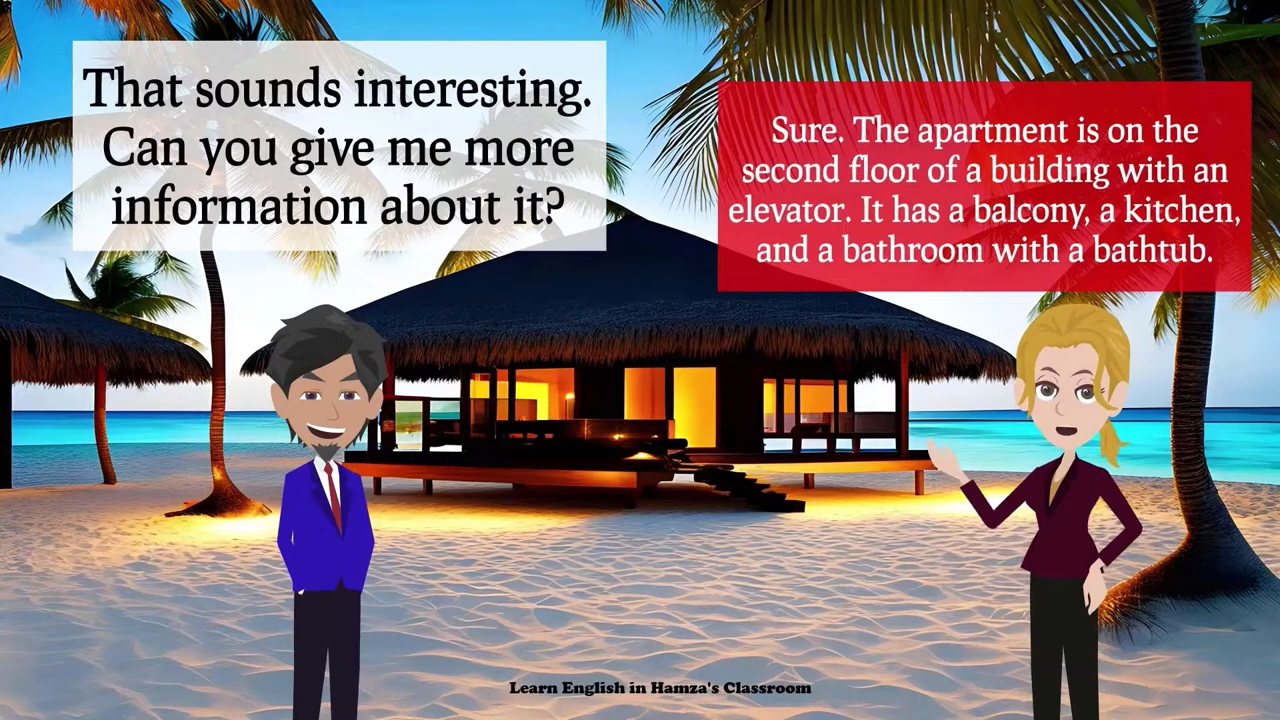 That sounds interesting.
Can you give me more
information about it?
Sure. The apartment is on the
second floor of a building with an
elevator. It has a balcony, a kitchen,
and a bathroom with a bathtub.
Learn English in Hamza's Classroom